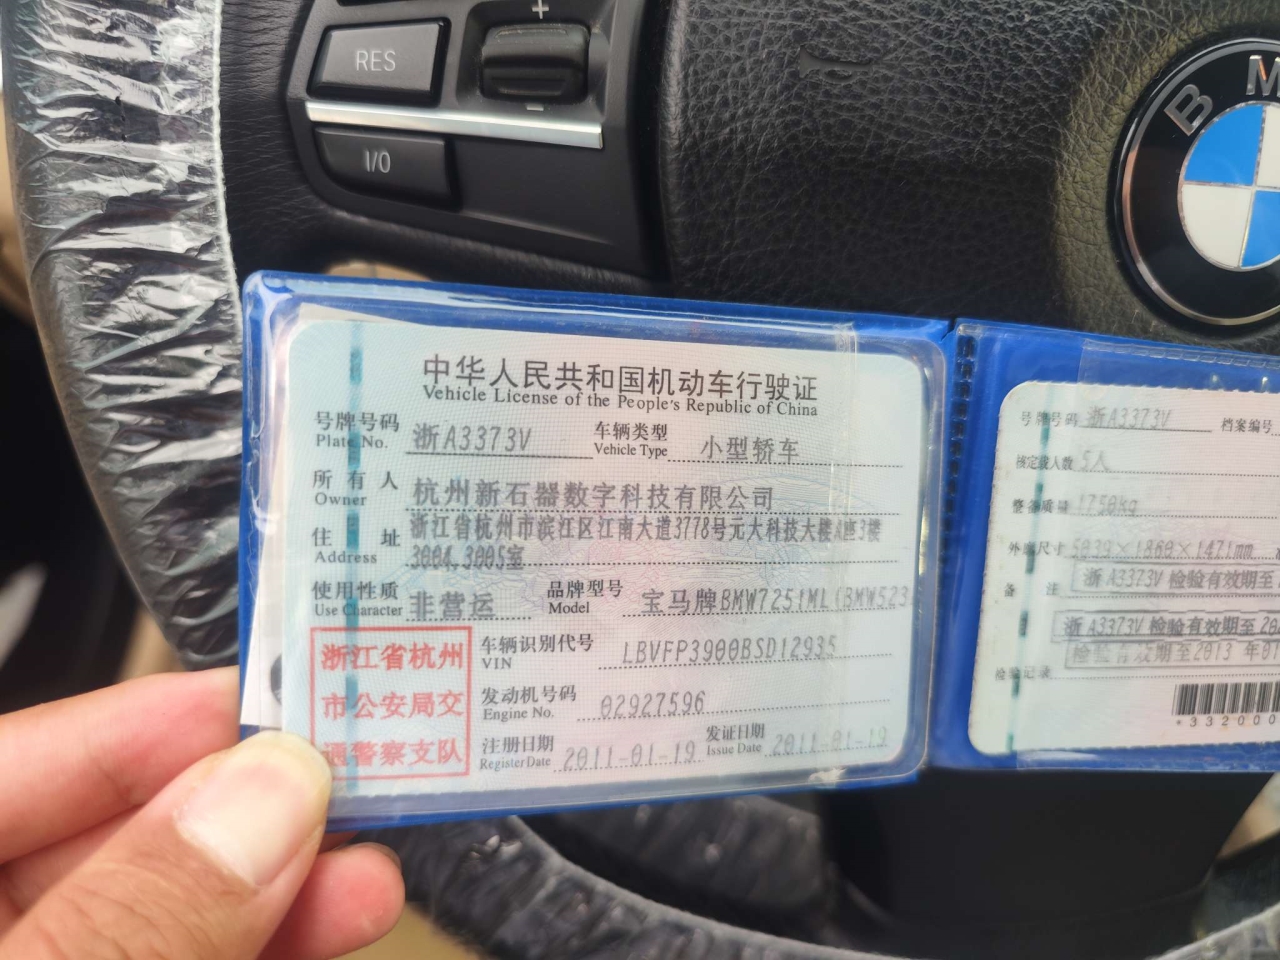 RES
+
−
I/O
BM
中华人民共和国机动车行驶证
Vehicle License of the People's Republic of China
号牌号码 浙A3373V 车辆类型 小型轿车
Plate No. Vehicle Type
所有人 杭州新石器数字科技有限公司
Owner
住址 浙江省杭州市滨江区江南大道3778号元大科技大楼A座3楼
Address 3004,3005室
使用性质 非营运 品牌型号 宝马牌BMW7251ML(BMW523
Use Character Model
浙江省杭州
市公安局交
通警察支队
车辆识别代号 LBVFP3900BSD12935
VIN
发动机号码 02927596
Engine No.
注册日期 2011-01-19 发证日期 2011-01-19
Register Date Issue Date
号牌号码 浙A3373V 档案编号
核定载人数 5人
整备质量 1750kg
外廓尺寸 5039×1860×1471mm
备注 浙A3373V 检验有效期至
浙A3373V 检验有效期至 20
检验有效期至2013 年01
检验记录
*332000